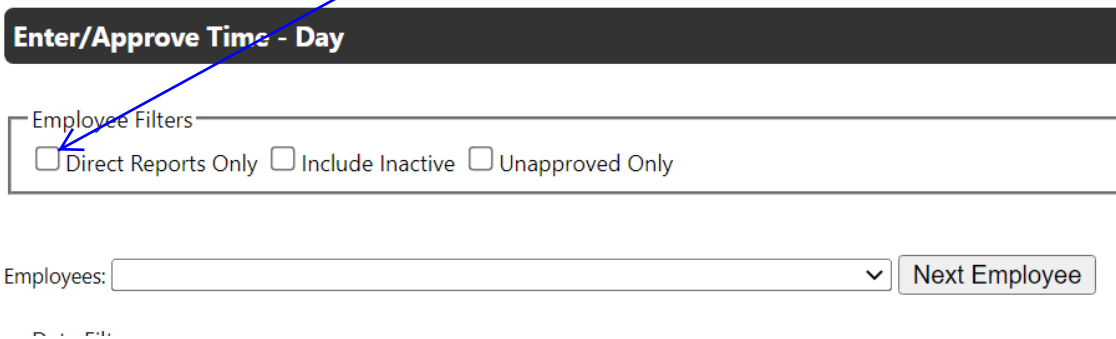 Enter/Approve Time - Day
Employee Filters
Direct Reports Only Include Inactive Unapproved Only
Employees: Next Employee